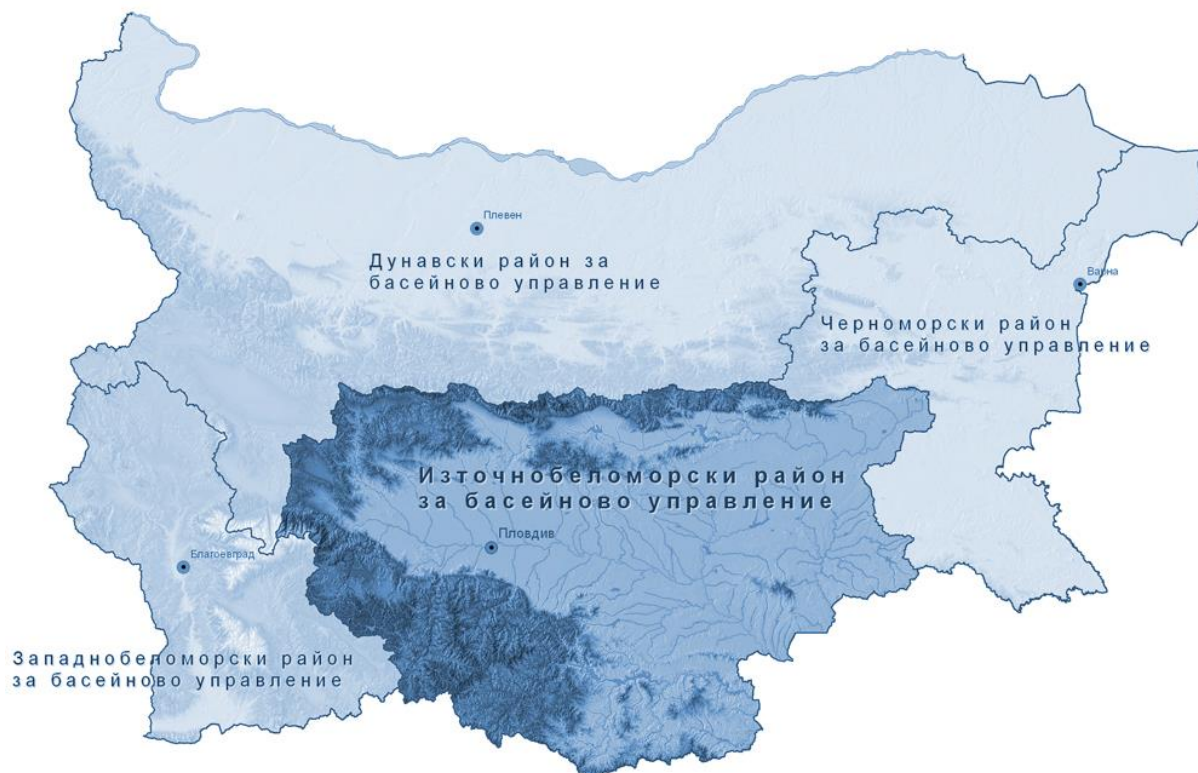 Плевен
Дунавски район за
басейново управление
Варна
Черноморски район
за басейново управление
Източнобеломорски район
за басейново управление
Пловдив
Благоевград
Западнобеломорски район
за басейново управление